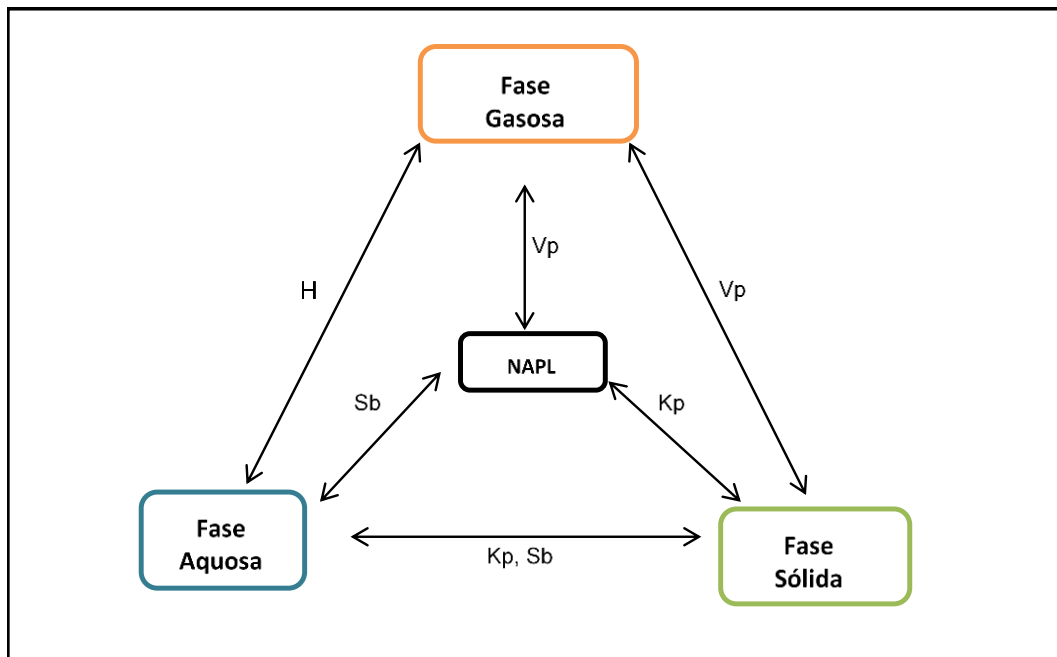 Fase
Gasosa
Vp
H
Vp
NAPL
Sb
Kp
Fase
Aquosa
Kp, Sb
Fase
Sólida